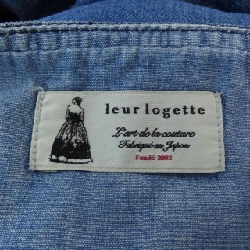 leur logette
L'art de la couture
Fabriqué au Japon
Fondé 2003